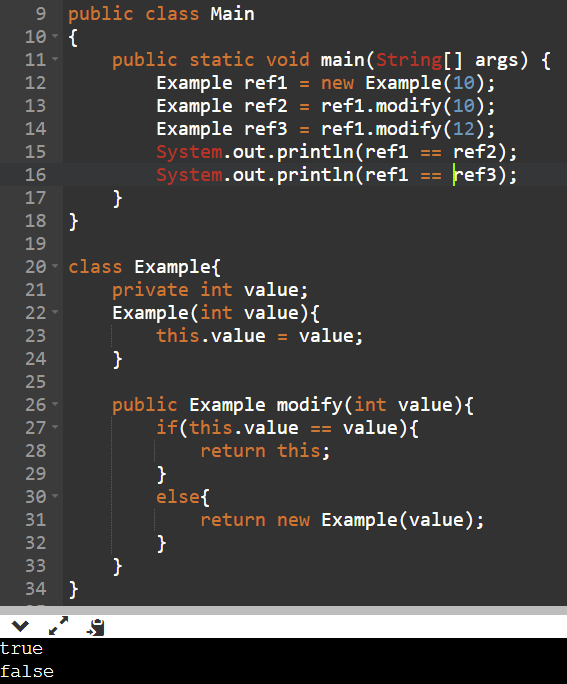 9 public class Main
10 {
11     public static void main(String[] args) {
12         Example ref1 = new Example(10);
13         Example ref2 = ref1.modify(10);
14         Example ref3 = ref1.modify(12);
15         System.out.println(ref1 == ref2);
16         System.out.println(ref1 == ref3);
17     }
18 }
19
20 class Example{
21     private int value;
22     Example(int value){
23         this.value = value;
24     }
25
26     public Example modify(int value){
27         if(this.value == value){
28             return this;
29         }
30         else{
31             return new Example(value);
32         }
33     }
34 }
true
false